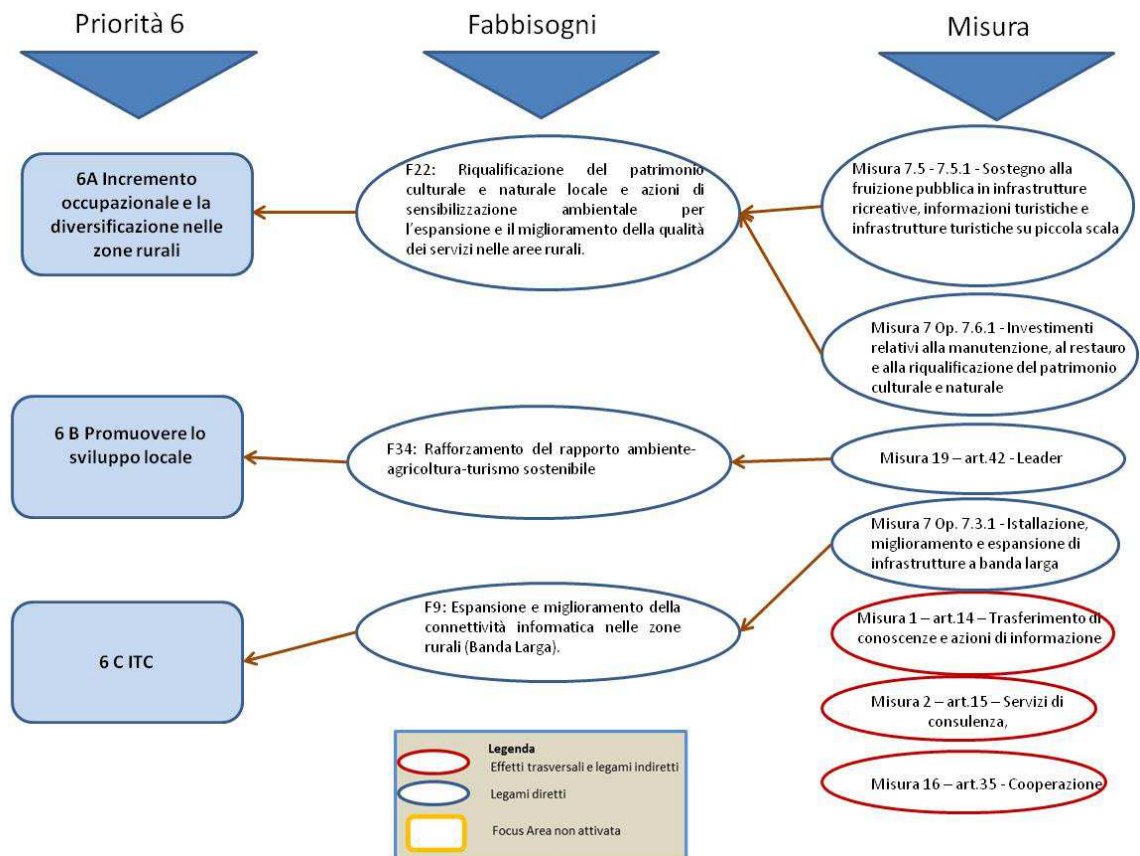 Priorità 6
Fabbisogni
Misura
6A Incremento
occupazionale e la
diversificazione nelle
zone rurali
F22: Riqualificazione del patrimonio
culturale e naturale locale e azioni di
sensibilizzazione ambientale per
l'espansione e il miglioramento della qualità
dei servizi nelle aree rurali.
Misura 7.5 - 7.5.1 - Sostegno alla
fruizione pubblica in infrastrutture
ricreative, informazioni turistiche e
infrastrutture turistiche su piccola scala
Misura 7 Op. 7.6.1 - Investimenti
relativi alla manutenzione, al restauro
e alla riqualificazione del patrimonio
culturale e naturale
6 B Promuovere lo
sviluppo locale
F34: Rafforzamento del rapporto ambiente-
agricoltura-turismo sostenibile
Misura 19 – art.42 - Leader
Misura 7 Op. 7.3.1 - Istallazione,
miglioramento e espansione di
infrastrutture a banda larga
6 C ITC
F9: Espansione e miglioramento della
connettività informatica nelle zone
rurali (Banda Larga).
Misura 1 – art.14 – Trasferimento di
conoscenze e azioni di informazione
Misura 2 – art.15 – Servizi di
consulenza,
Misura 16 – art.35 - Cooperazione
Legenda
Effetti trasversali e legami indiretti
Legami diretti
Focus Area non attivata